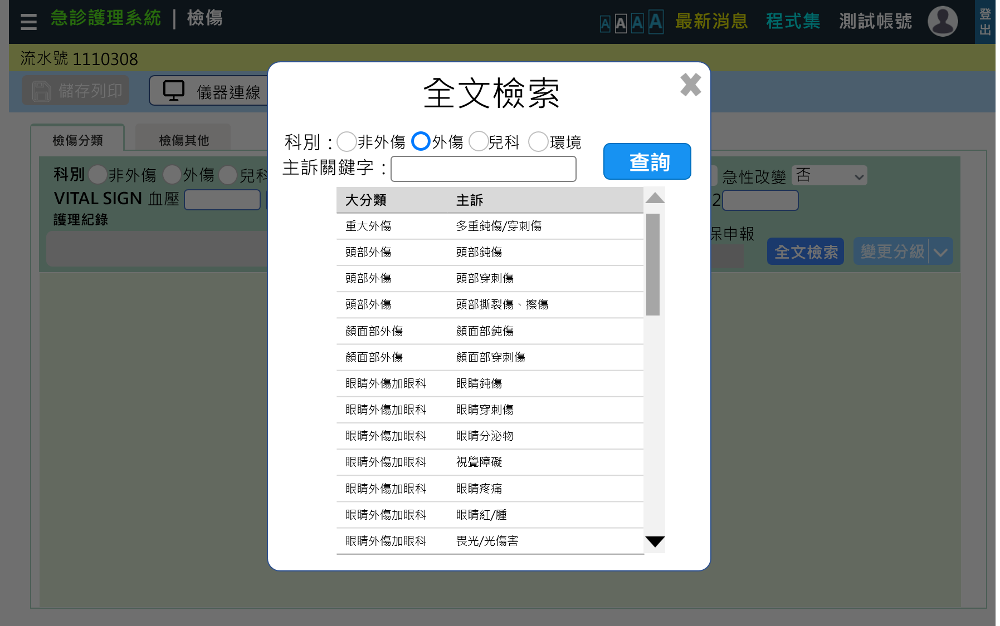 急診護理系統 | 檢傷
A A A A 最新消息 程式集 測試帳號 登出
流水號 1110308
儲存列印 儀器連線
檢傷分類 檢傷其他
科別 非外傷 外傷 兒科
急性改變 否
VITAL SIGN 血壓
2
護理紀錄
保申報
全文檢索 變更分級
全文檢索
科別： 非外傷 外傷 兒科 環境
主訴關鍵字：
查詢
大分類 主訴
重大外傷 多重鈍傷/穿刺傷
頭部外傷 頭部鈍傷
頭部外傷 頭部穿刺傷
頭部外傷 頭部撕裂傷、擦傷
顏面部外傷 顏面部鈍傷
顏面部外傷 顏面部穿刺傷
眼睛外傷加眼科 眼睛鈍傷
眼睛外傷加眼科 眼睛穿刺傷
眼睛外傷加眼科 眼睛分泌物
眼睛外傷加眼科 視覺障礙
眼睛外傷加眼科 眼睛疼痛
眼睛外傷加眼科 眼睛紅/腫
眼睛外傷加眼科 畏光/光傷害